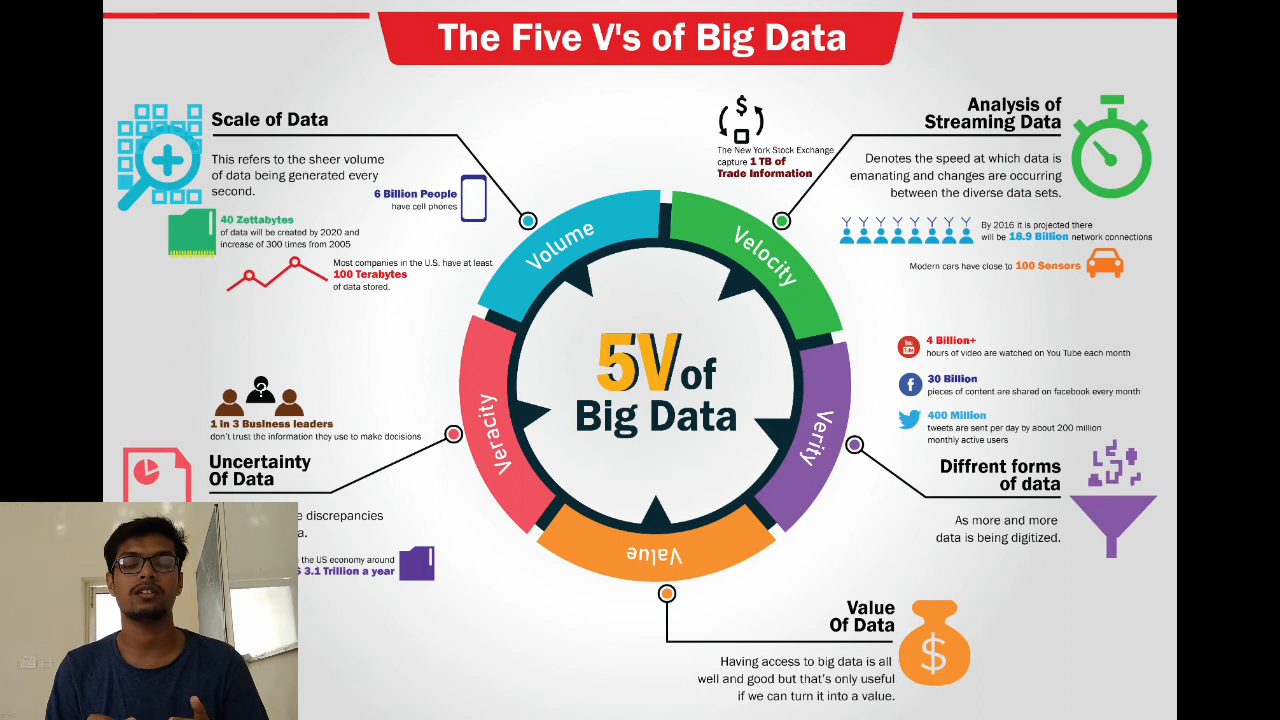 The Five V's of Big Data
Scale of Data
This refers to the sheer volume
of data being generated every
second.
6 Billion People
have cell phones
40 Zettabytes
of data will be created by 2020 and
increase of 300 times from 2005
Most companies in the U.S. have at least
100 Terabytes
of data stored.
$
The New York Stock Exchange
capture 1 TB of
Trade Information
Analysis of
Streaming Data
Denotes the speed at which data is
emanating and changes are occurring
between the diverse data sets.
By 2016 it is projected there
will be 18.9 Billion network connections
Modern cars have close to 100 Sensors
Volume
Velocity
Veracity
Verity
Value
5V of
Big Data
You
Tube
4 Billion+
hours of video are watched on You Tube each month
f
30 Billion
pieces of content are shared on facebook every month
400 Million
tweets are sent per day by about 200 million
monthly active users
?
1 In 3 Business leaders
don't trust the information they use to make decisions
Uncertainty
Of Data
discrepancies
the US economy around
3.1 Trillion a year
Diffrent forms
of data
As more and more
data is being digitized.
Value
Of Data
Having access to big data is all
well and good but that's only useful
if we can turn it into a value.
$